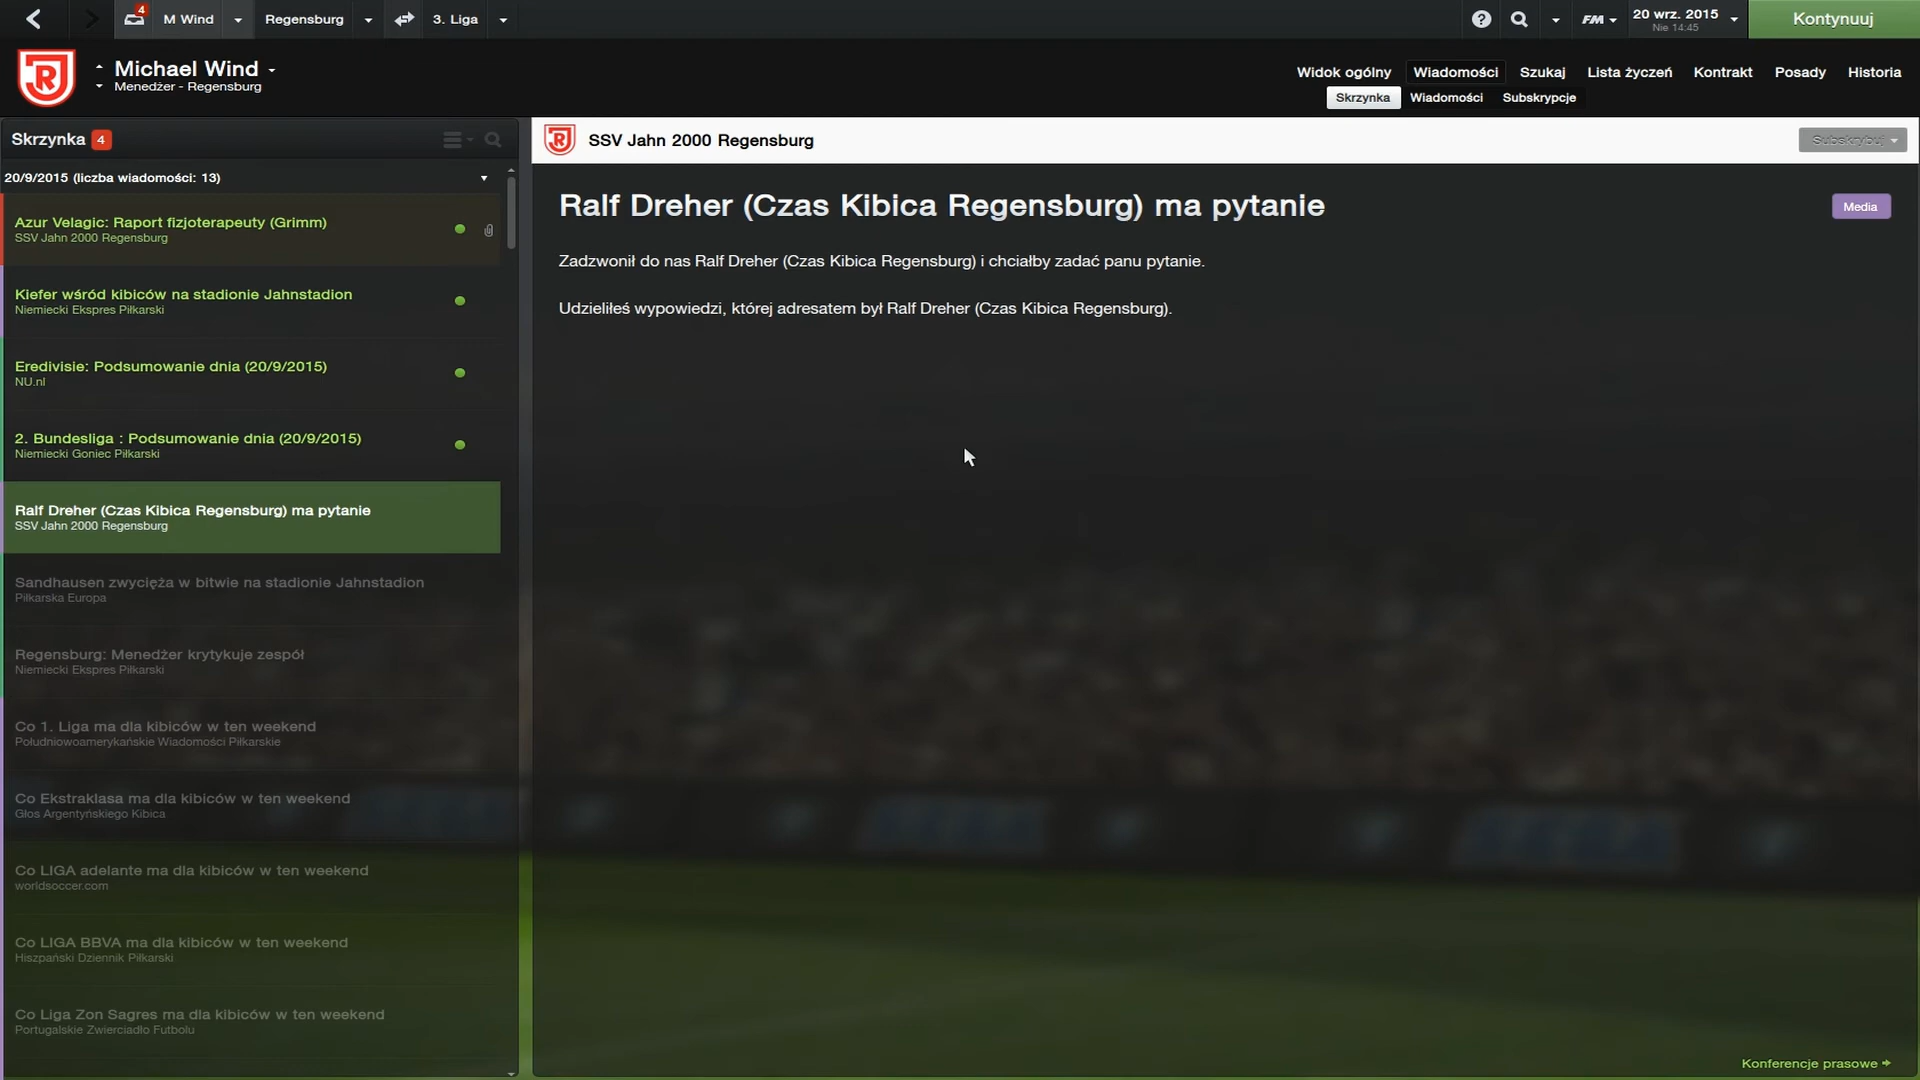 4
M Wind
Regensburg
3. Liga
FM
20 wrz. 2015
Nie 14:45
Kontynuuj
R
Michael Wind
Menedżer - Regensburg
Widok ogólny
Wiadomości
Szukaj
Lista życzeń
Kontrakt
Posady
Historia
Skrzynka
Wiadomości
Subskrypcje
Skrzynka 4
SSV Jahn 2000 Regensburg
Subskrybuj
20/9/2015 (liczba wiadomości: 13)
Azur Velagic: Raport fizjoterapeuty (Grimm)
SSV Jahn 2000 Regensburg
Kiefer wśród kibiców na stadionie Jahnstadion
Niemiecki Ekspres Piłkarski
Eredivisie: Podsumowanie dnia (20/9/2015)
NU.nl
2. Bundesliga : Podsumowanie dnia (20/9/2015)
Niemiecki Goniec Piłkarski
Ralf Dreher (Czas Kibica Regensburg) ma pytanie
SSV Jahn 2000 Regensburg
Sandhausen zwycięża w bitwie na stadionie Jahnstadion
Piłkarska Europa
Regensburg: Menedżer krytykuje zespół
Niemiecki Ekspres Piłkarski
Co 1. Liga ma dla kibiców w ten weekend
Południowoamerykańskie Wiadomości Piłkarskie
Co Ekstraklasa ma dla kibiców w ten weekend
Głos Argentyńskiego Kibica
Co LIGA adelante ma dla kibiców w ten weekend
worldsoccer.com
Co LIGA BBVA ma dla kibiców w ten weekend
Hiszpański Dziennik Piłkarski
Co Liga Zon Sagres ma dla kibiców w ten weekend
Portugalskie Zwierciadło Futbolu
Ralf Dreher (Czas Kibica Regensburg) ma pytanie
Media
Zadzwonił do nas Ralf Dreher (Czas Kibica Regensburg) i chciałby zadać panu pytanie.
Udzieliłeś wypowiedzi, której adresatem był Ralf Dreher (Czas Kibica Regensburg).
Konferencje prasowe